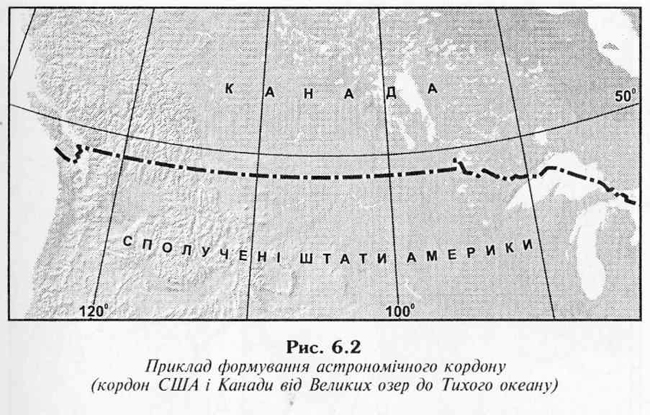 К А Н А Д А
50°
С П О Л У Ч Е Н І Ш Т А Т И А М Е Р И К И
120°
100°
Рис. 6.2
Приклад формування астрономічного кордону
(кордон США і Канади від Великих озер до Тихого океану)